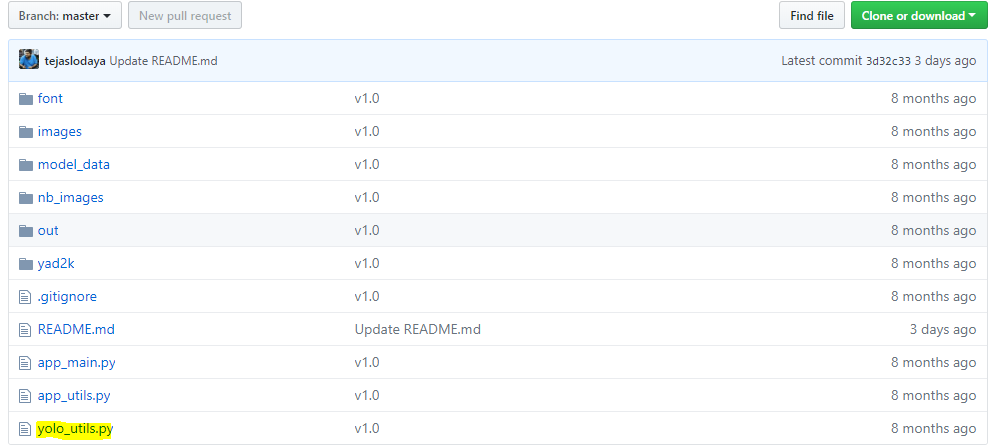 Branch: master New pull request Find file Clone or download
tejaslodaya Update README.md Latest commit 3d32c33 3 days ago
font v1.0 8 months ago
images v1.0 8 months ago
model_data v1.0 8 months ago
nb_images v1.0 8 months ago
out v1.0 8 months ago
yad2k v1.0 8 months ago
.gitignore v1.0 8 months ago
README.md Update README.md 3 days ago
app_main.py v1.0 8 months ago
app_utils.py v1.0 8 months ago
yolo_utils.py v1.0 8 months ago